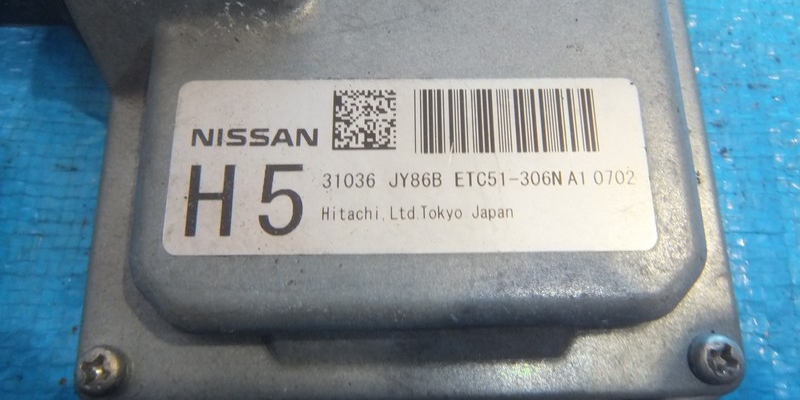 NISSAN
H5
31036 JY86B ETC51-306N A1 0702
Hitachi,Ltd.Tokyo Japan